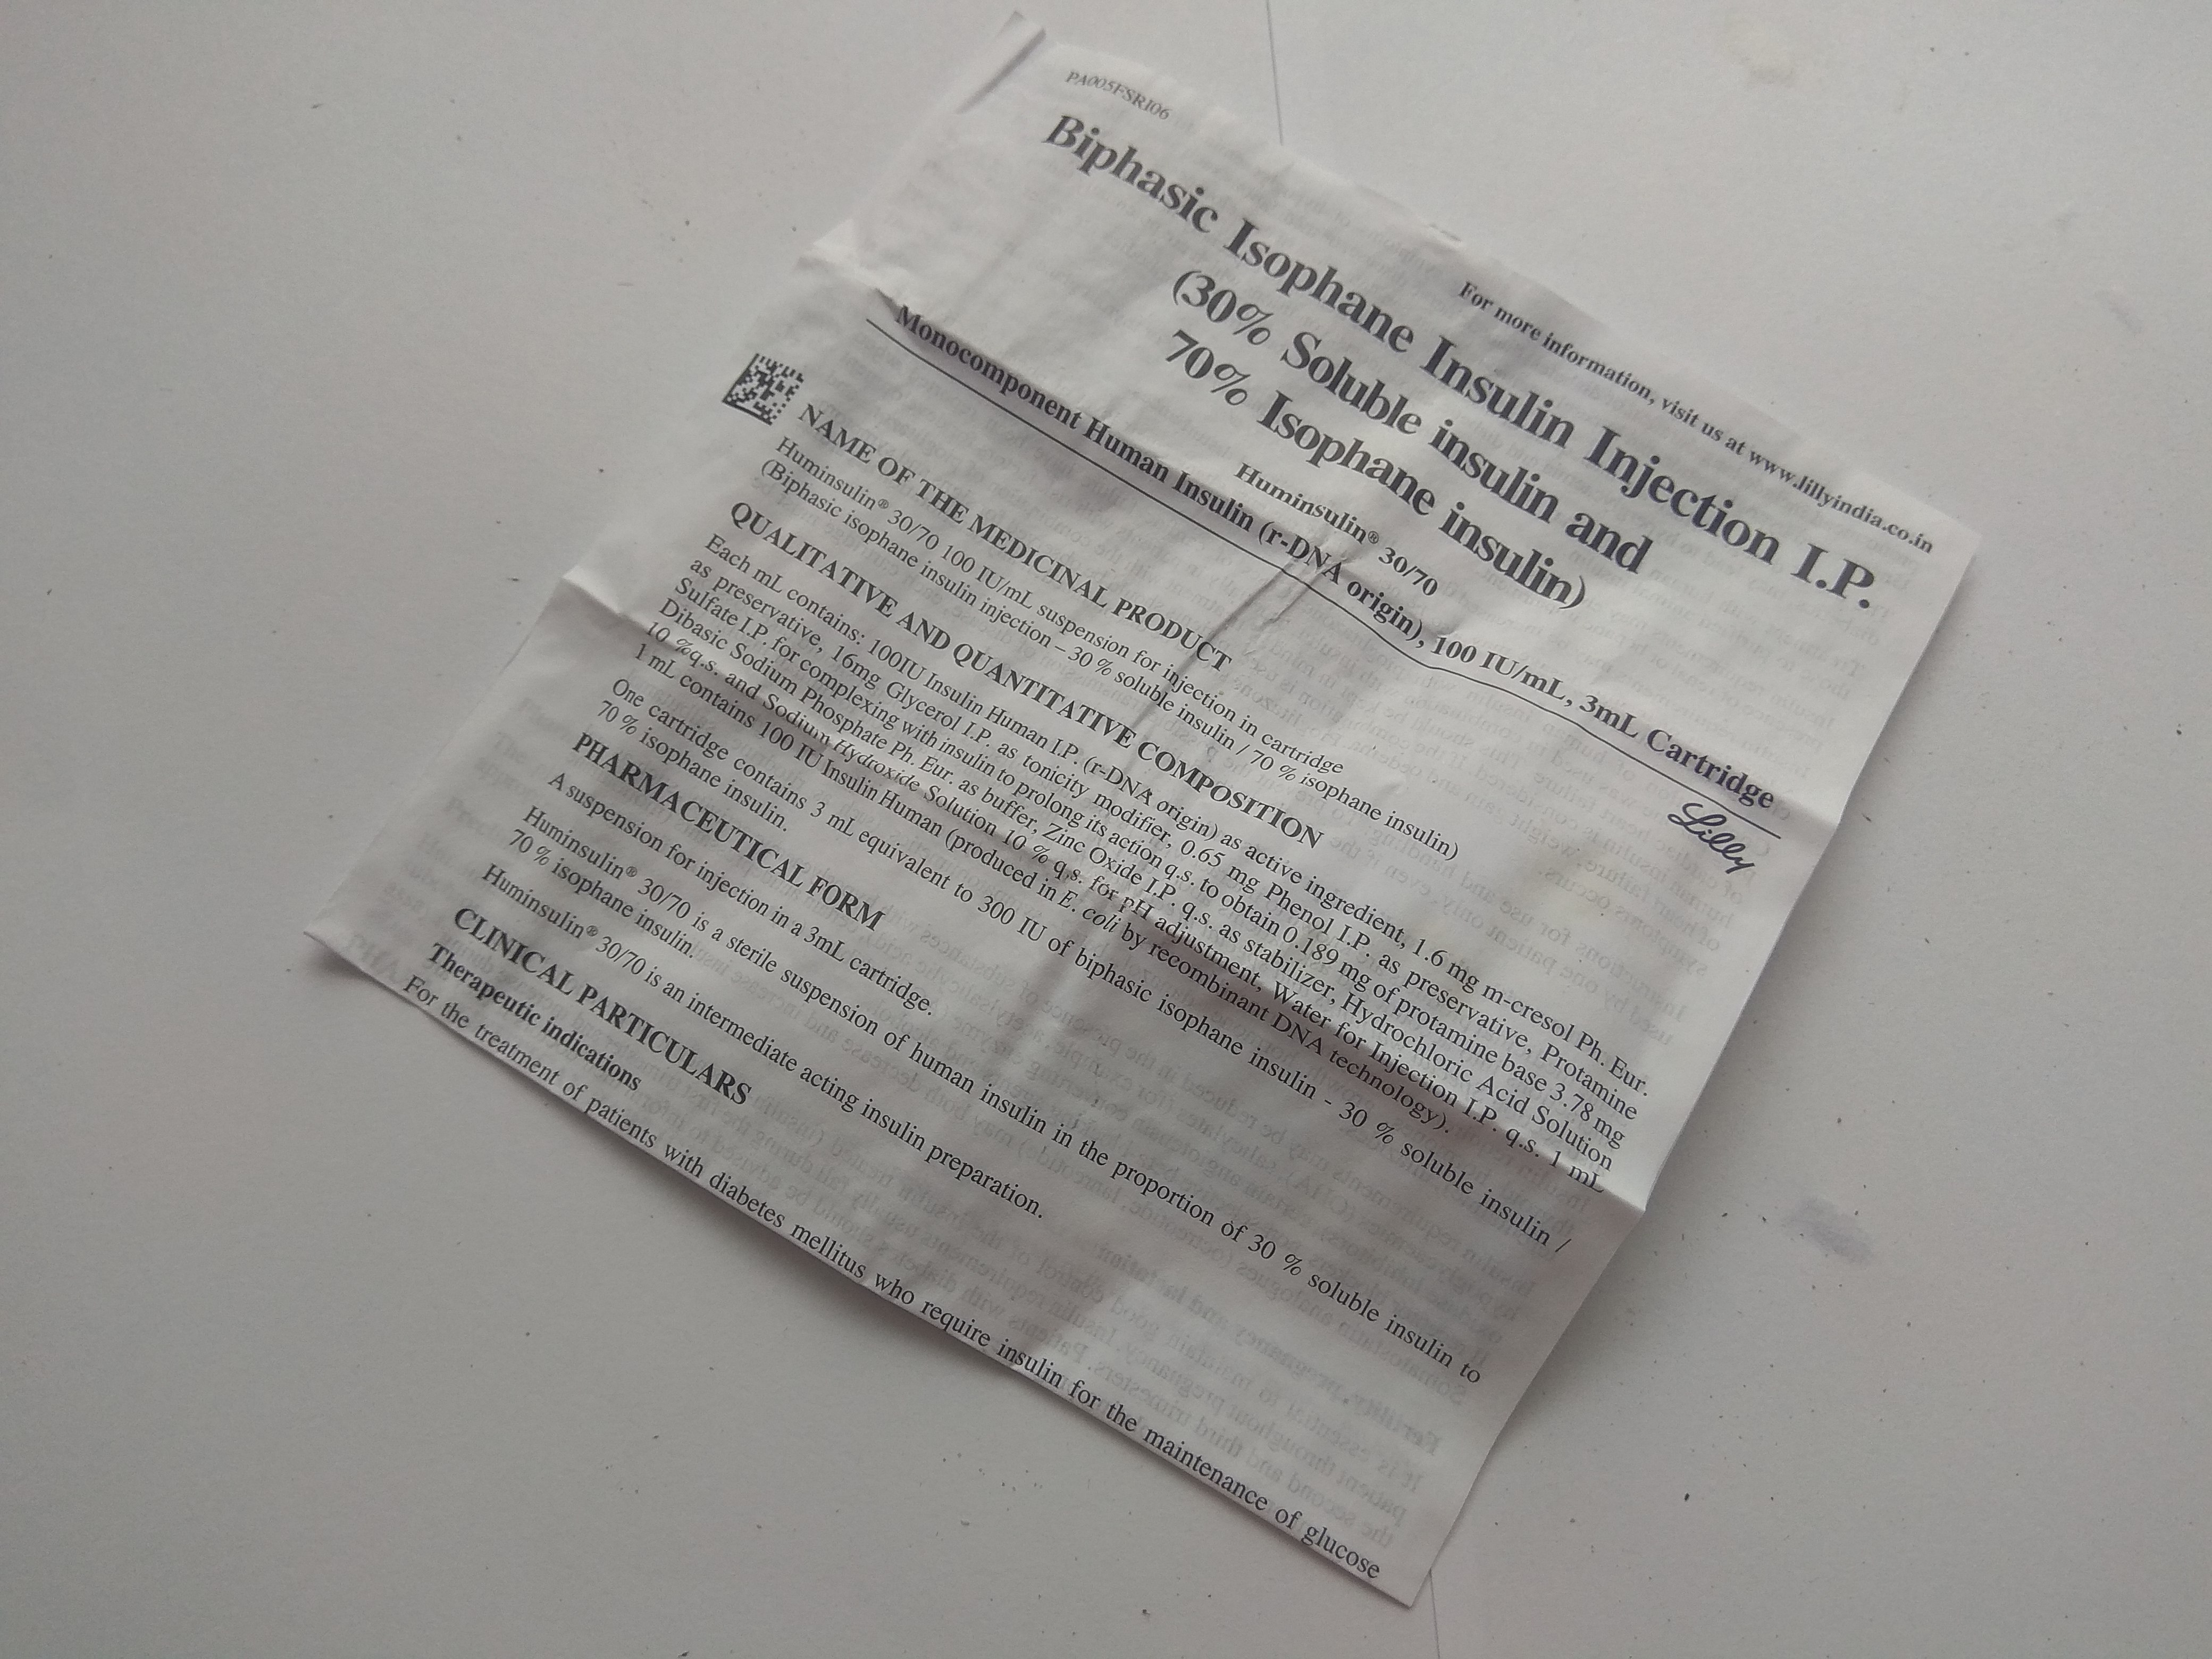 PA005FSRI06
For more information, visit us at www.lillyindia.co.in
Biphasic Isophane Insulin Injection I.P.
(30% Soluble insulin and
70% Isophane insulin)
Huminsulin® 30/70
Monocomponent Human Insulin (r-DNA origin), 100 IU/mL, 3mL Cartridge
Lilly
NAME OF THE MEDICINAL PRODUCT
Huminsulin® 30/70 100 IU/mL suspension for injection in cartridge
(Biphasic isophane insulin injection – 30 % soluble insulin / 70 % isophane insulin)
QUALITATIVE AND QUANTITATIVE COMPOSITION
Each mL contains: 100IU Insulin Human I.P. (r-DNA origin) as active ingredient, 1.6 mg m-cresol Ph. Eur.
as preservative, 16mg Glycerol I.P. as tonicity modifier, 0.65 mg Phenol I.P. as preservative, Protamine
Sulfate I.P. for complexing with insulin to prolong its action q.s. to obtain 0.189 mg of protamine base 3.78 mg
Dibasic Sodium Phosphate Ph. Eur. as buffer, Zinc Oxide I.P. q.s. as stabilizer, Hydrochloric Acid Solution
10 %q.s. and Sodium Hydroxide Solution 10 % q.s. for pH adjustment, Water for Injection I.P. q.s. 1 mL
1 mL contains 100 IU Insulin Human (produced in E. coli by recombinant DNA technology).
One cartridge contains 3 mL equivalent to 300 IU of biphasic isophane insulin - 30 % soluble insulin /
70 % isophane insulin.
PHARMACEUTICAL FORM
A suspension for injection in a 3mL cartridge.
Huminsulin® 30/70 is a sterile suspension of human insulin in the proportion of 30 % soluble insulin to
70 % isophane insulin.
Huminsulin® 30/70 is an intermediate acting insulin preparation.
CLINICAL PARTICULARS
Therapeutic indications
For the treatment of patients with diabetes mellitus who require insulin for the maintenance of glucose